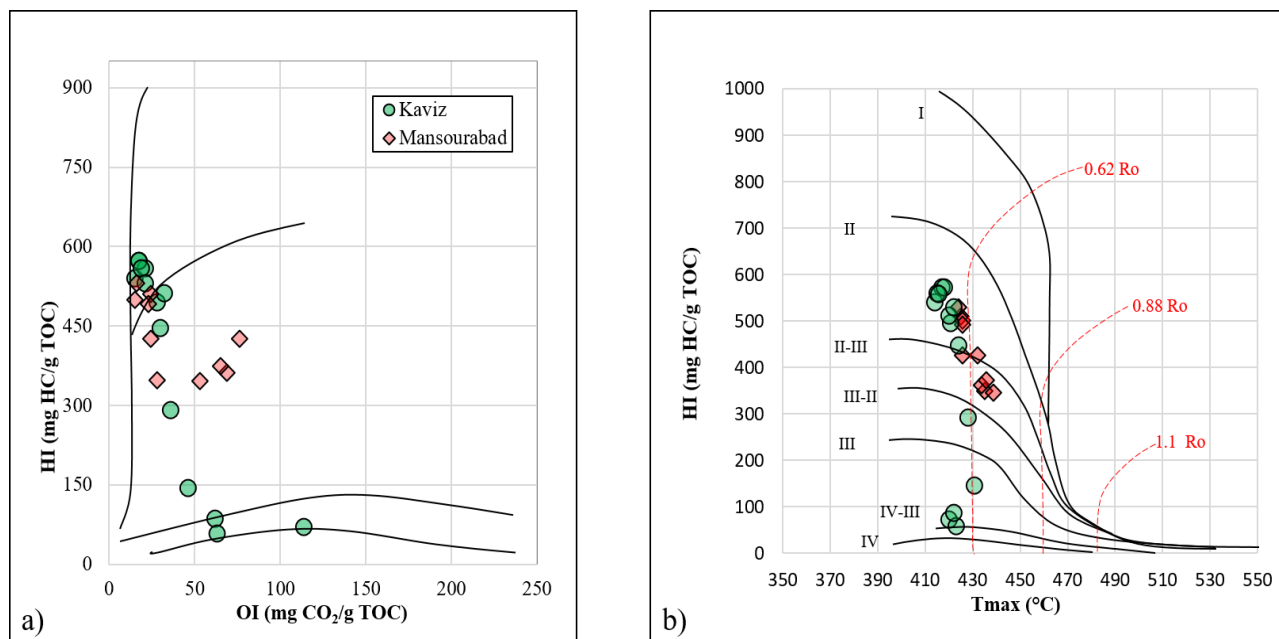 900
750
600
450
300
150
0
HI (mg HC/g TOC)
Kaviz
Mansourabad
0 50 100 150 200 250
OI (mg CO₂/g TOC)
a)
1000
900
800
700
600
500
400
300
200
100
0
HI (mg HC/g TOC)
I
II
II-III
III-II
III
IV-III
IV
0.62 Ro
0.88 Ro
1.1 Ro
350 370 390 410 430 450 470 490 510 530 550
Tmax (°C)
b)